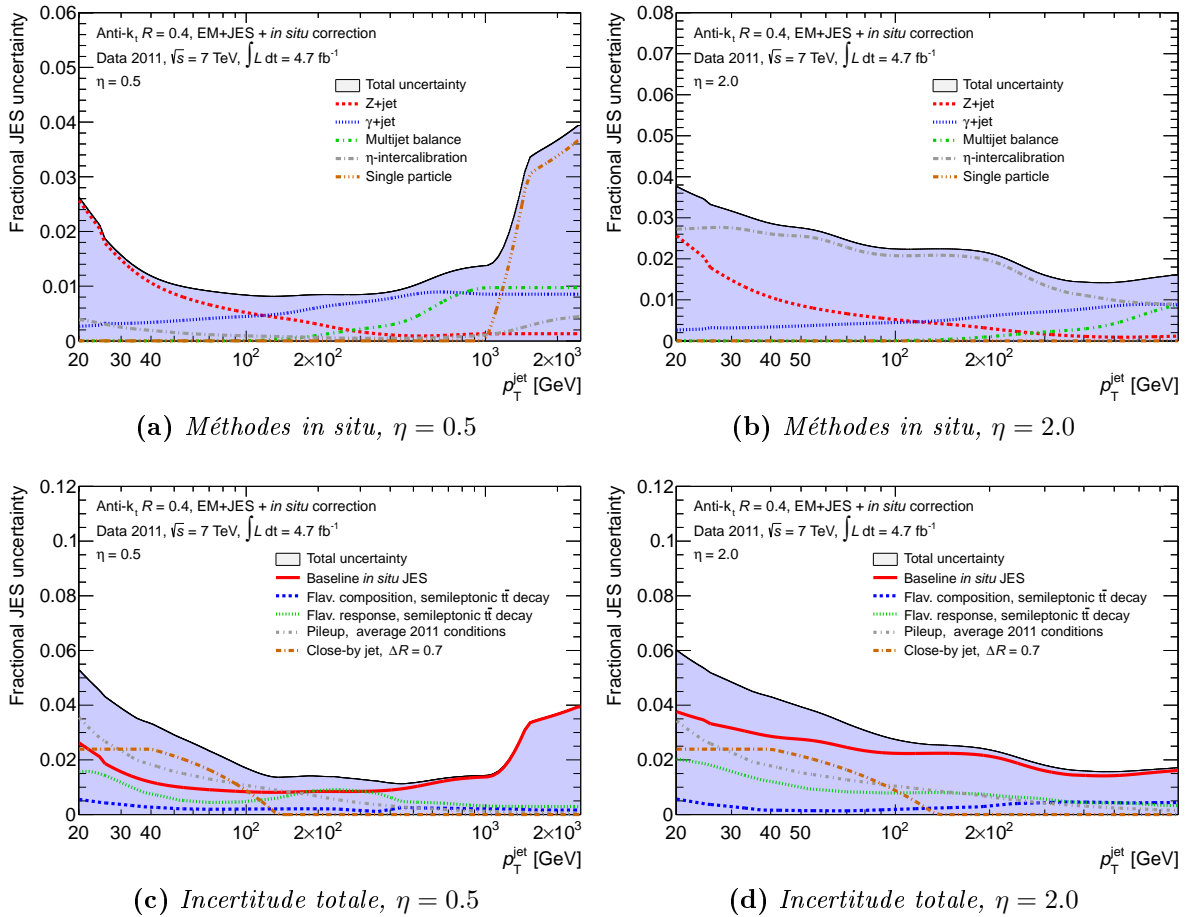 Fractional JES uncertainty
0.06
0.05
0.04
0.03
0.02
0.01
0
Anti-kt R = 0.4, EM+JES + in situ correction
Data 2011, √s = 7 TeV, ∫L dt = 4.7 fb-1
η = 0.5
Total uncertainty
Z+jet
γ+jet
Multijet balance
η-intercalibration
Single particle
20 30 40 10² 2×10² 10³ 2×10³
pTjet [GeV]
(a) Méthodes in situ, η = 0.5
Fractional JES uncertainty
0.08
0.07
0.06
0.05
0.04
0.03
0.02
0.01
0
Anti-kt R = 0.4, EM+JES + in situ correction
Data 2011, √s = 7 TeV, ∫L dt = 4.7 fb-1
η = 2.0
Total uncertainty
Z+jet
γ+jet
Multijet balance
η-intercalibration
Single particle
20 30 40 50 10² 2×10²
pTjet [GeV]
(b) Méthodes in situ, η = 2.0
Fractional JES uncertainty
0.12
0.1
0.08
0.06
0.04
0.02
0
Anti-kt R = 0.4, EM+JES + in situ correction
Data 2011, √s = 7 TeV, ∫L dt = 4.7 fb-1
η = 0.5
Total uncertainty
Baseline in situ JES
Flav. composition, semileptonic tt̄ decay
Flav. response, semileptonic tt̄ decay
Pileup, average 2011 conditions
Close-by jet, ΔR = 0.7
20 30 40 10² 2×10² 10³ 2×10³
pTjet [GeV]
(c) Incertitude totale, η = 0.5
Fractional JES uncertainty
0.12
0.1
0.08
0.06
0.04
0.02
0
Anti-kt R = 0.4, EM+JES + in situ correction
Data 2011, √s = 7 TeV, ∫L dt = 4.7 fb-1
η = 2.0
Total uncertainty
Baseline in situ JES
Flav. composition, semileptonic tt̄ decay
Flav. response, semileptonic tt̄ decay
Pileup, average 2011 conditions
Close-by jet, ΔR = 0.7
20 30 40 50 10² 2×10²
pTjet [GeV]
(d) Incertitude totale, η = 2.0